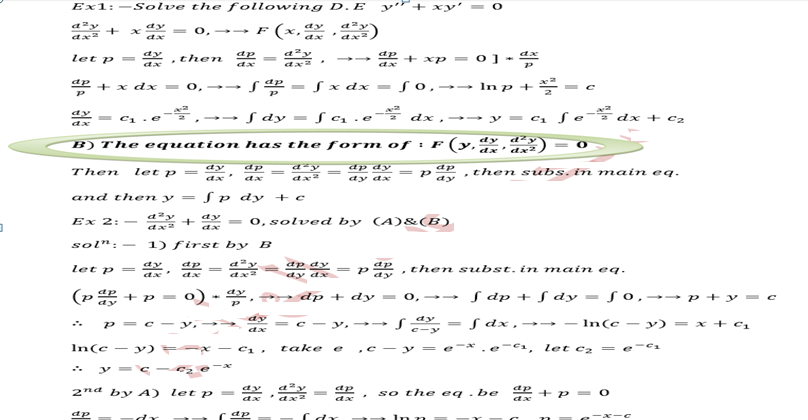 Ex1:−Solve the following D.E y′′ + xy′ = 0
d²y/dx² + x dy/dx = 0,→→ F (x, dy/dx , d²y/dx²)
let p = dy/dx ,then dp/dx = d²y/dx² , →→ dp/dx + xp = 0 ] * dx/p
dp/p + x dx = 0,→→ ∫ dp/p = ∫ x dx = ∫ 0 ,→→ ln p + x²/2 = c
dy/dx = c₁ .e^(−x²/2) ,→→ ∫ dy = ∫ c₁ .e^(−x²/2) dx ,→→ y = c₁ ∫ e^(−x²/2) dx + c₂
B) The equation has the form of : F (y, dy/dx , d²y/dx²) = 0
Then let p = dy/dx , dp/dx = d²y/dx² = dp/dy dy/dx = p dp/dy , then subs. in main eq.
and then y = ∫ p dy + c
Ex 2: − d²y/dx² + dy/dx = 0, solved by (A)&(B)
solⁿ: − 1) first by B
let p = dy/dx , dp/dx = d²y/dx² = dp/dy dy/dx = p dp/dy , then subst. in main eq.
(p dp/dy + p = 0) * dy/p , →→ dp + dy = 0, →→ ∫ dp + ∫ dy = ∫ 0 , →→ p + y = c
∴ p = c − y, →→ dy/dx = c − y, →→ ∫ dy/(c−y) = ∫ dx , →→ − ln(c − y) = x + c₁
ln(c − y) = −x − c₁ , take e , c − y = e^(−x) . e^(−c₁) , let c₂ = e^(−c₁)
∴ y = c − c₂ e^(−x)
2ⁿᵈ by A) let p = dy/dx , d²y/dx² = dp/dx , so the eq . be dp/dx + p = 0
dp/p = −dx →→ ∫ dp/p = − ∫ dx →→ ln p = −x − c p = e^(−x−c)